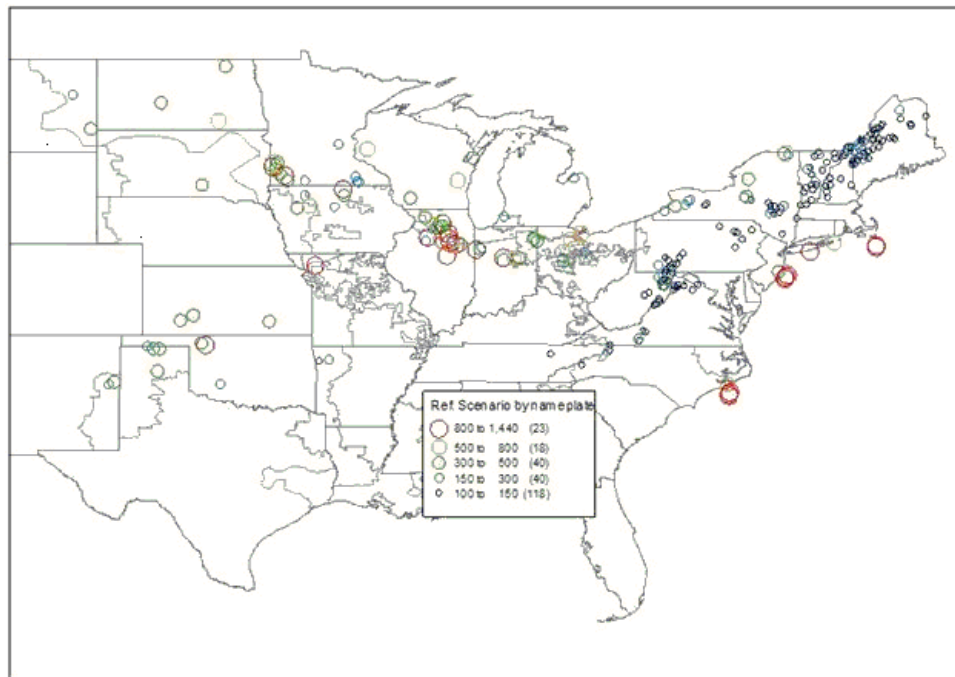 Ref. Scenario by nameplate
800 to 1,440 (23)
500 to 800 (18)
300 to 500 (40)
150 to 300 (40)
100 to 150 (118)